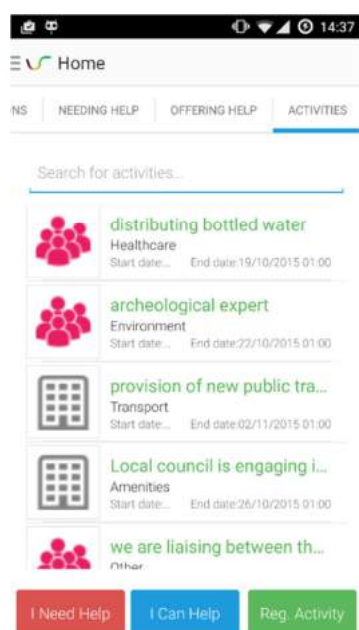 14:37
Home
NS NEEDING HELP OFFERING HELP ACTIVITIES
Search for activities...
distributing bottled water
Healthcare
Start date:... End date:19/10/2015 01:00
archeological expert
Environment
Start date:... End date:22/10/2015 01:00
provision of new public tra...
Transport
Start date:... End date:02/11/2015 01:00
Local council is engaging i...
Amenities
Start date:... End date:26/10/2015 01:00
we are liaising between th...
Other
I Need Help I Can Help Reg. Activity